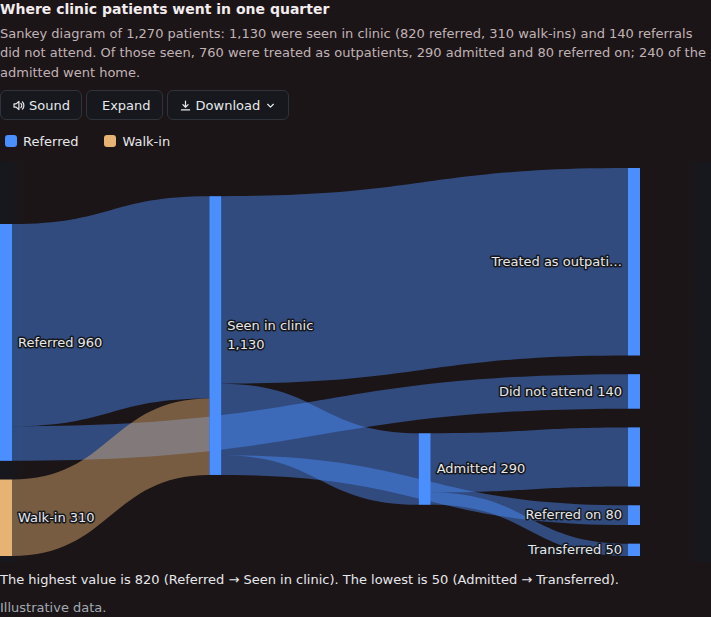 Where clinic patients went in one quarter
Sankey diagram of 1,270 patients: 1,130 were seen in clinic (820 referred, 310 walk-ins) and 140 referrals
did not attend. Of those seen, 760 were treated as outpatients, 290 admitted and 80 referred on; 240 of the
admitted went home.
Sound Expand Download
Referred Walk-in
Treated as outpati...
Seen in clinic
1,130
Referred 960
Did not attend 140
Admitted 290
Referred on 80
Walk-in 310
Transferred 50
The highest value is 820 (Referred → Seen in clinic). The lowest is 50 (Admitted → Transferred).
Illustrative data.